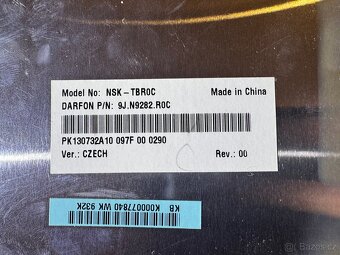 Model No: NSK-TBR0C Made in China
DARFON P/N: 9J.N9282.R0C
PK130732A10 097F 00 0290
Ver.: CZECH Rev.: 00
KB K000077840 WK 932K